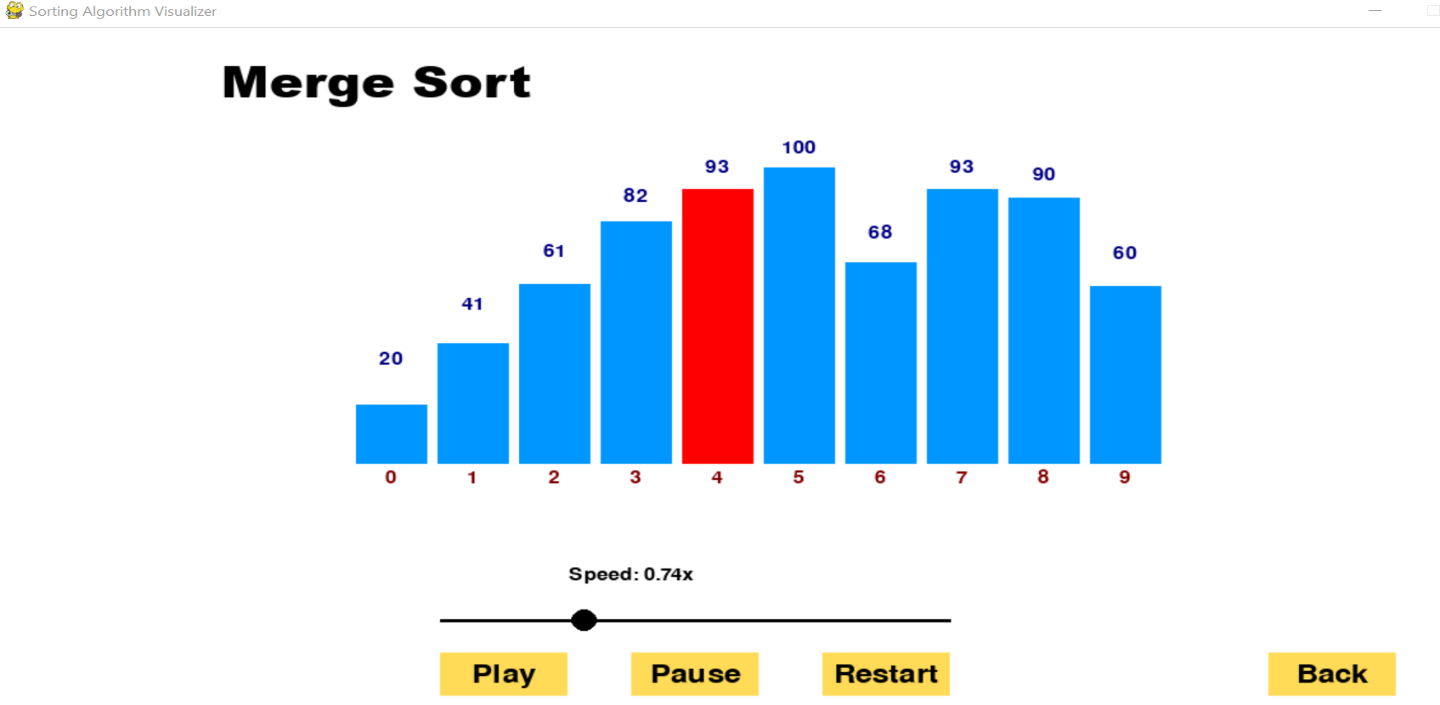 Sorting Algorithm Visualizer
Merge Sort
20 41 61 82 93 100 68 93 90 60
0 1 2 3 4 5 6 7 8 9
Speed: 0.74x
Play Pause Restart Back